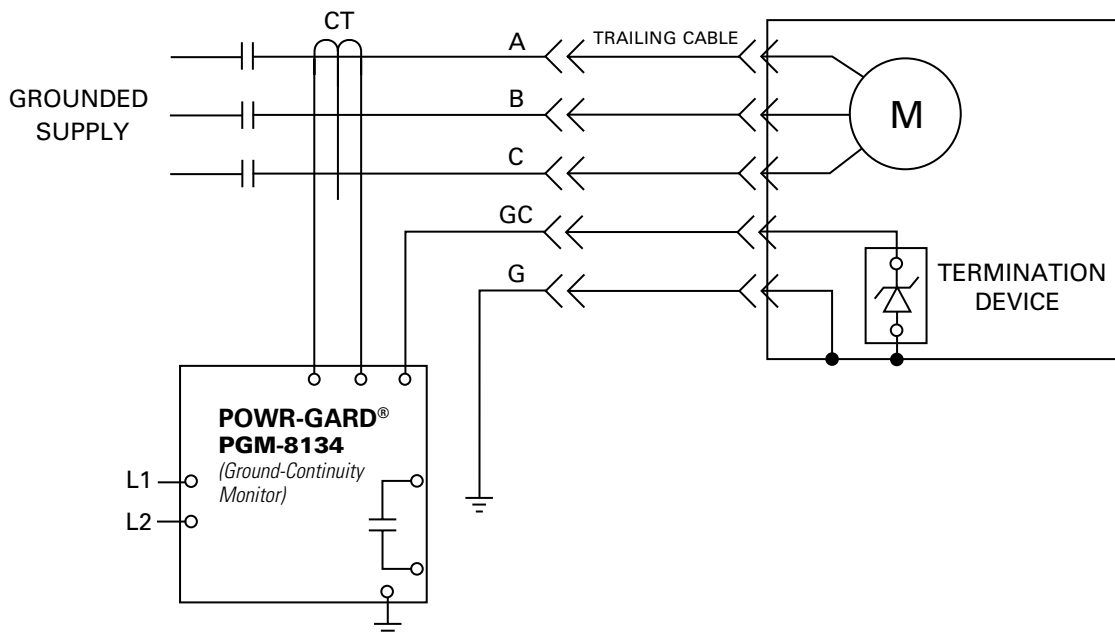 CT
A
TRAILING CABLE
GROUNDED
SUPPLY
B
M
C
GC
G
TERMINATION
DEVICE
POWR-GARD®
PGM-8134
(Ground-Continuity
Monitor)
L1
L2